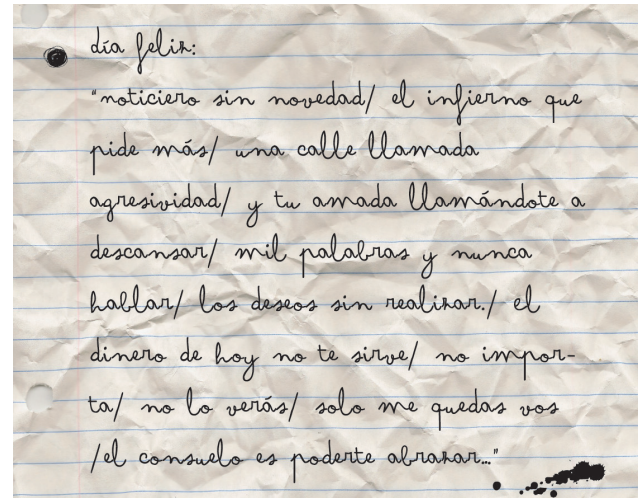 día feliz:
"noticiero sin novedad/ el infierno que
pide más/ una calle llamada
agresividad/ y tu amada llamándote a
descansar/ mil palabras y nunca
hablar/ los deseos sin realizar./ el
dinero de hoy no te sirve/ no impor-
ta/ no lo verás/ solo me quedas vos
/el consuelo es poderte abrazar..."